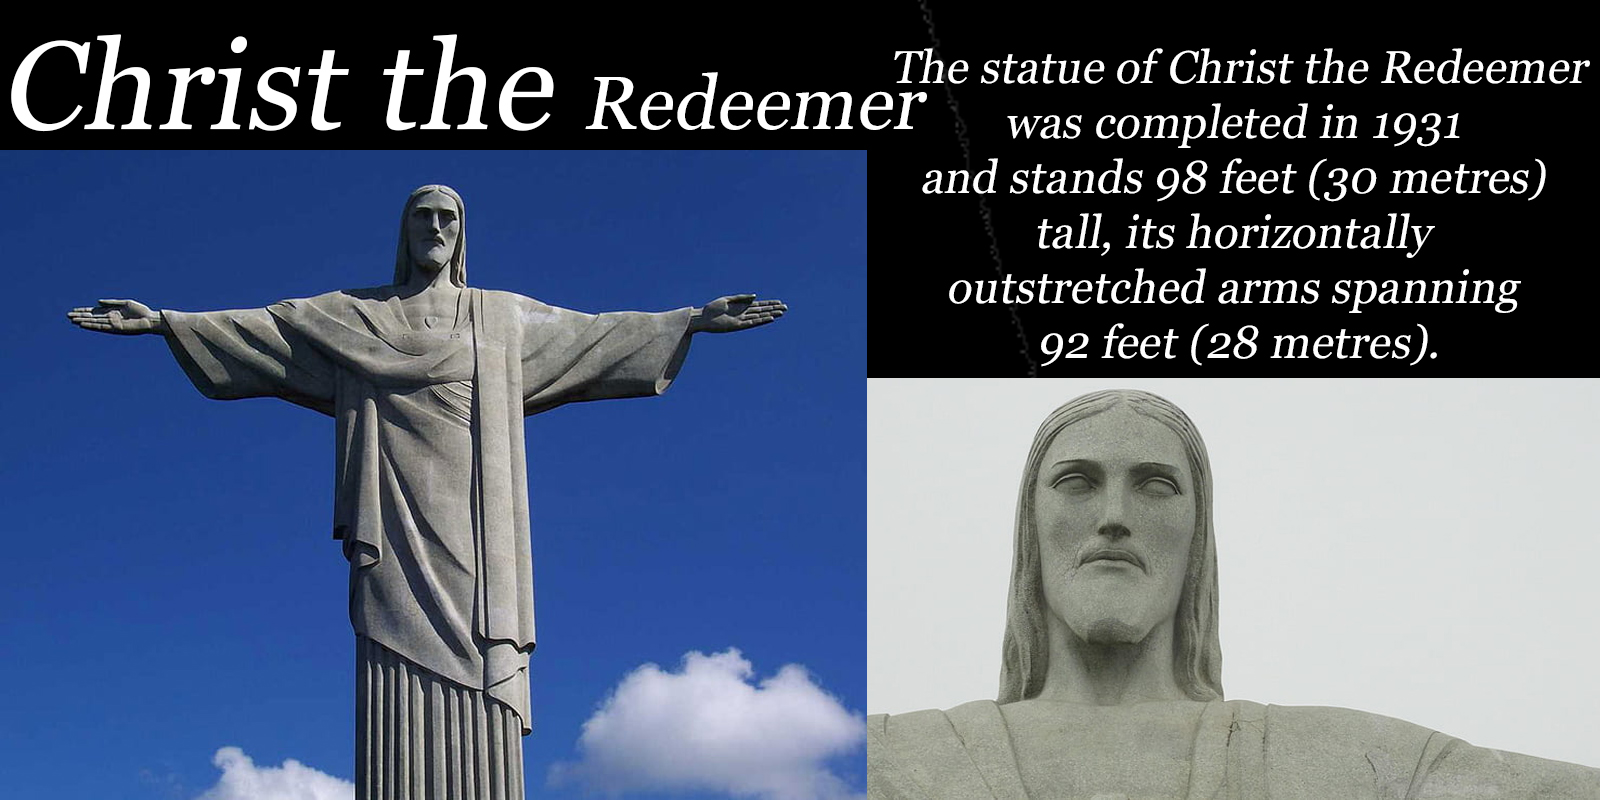 Christ the Redeemer
The statue of Christ the Redeemer
was completed in 1931
and stands 98 feet (30 metres)
tall, its horizontally
outstretched arms spanning
92 feet (28 metres).